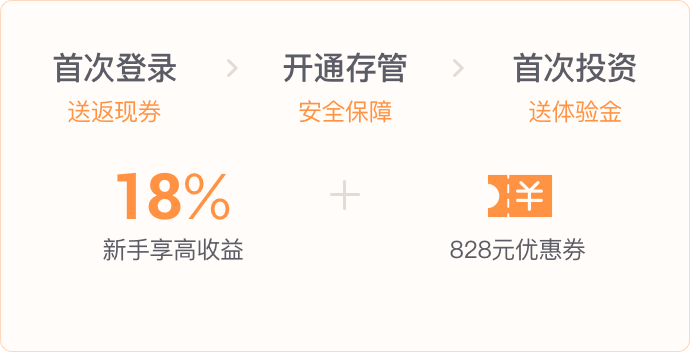 首次登录 > 开通存管 > 首次投资
送返现券 安全保障 送体验金
18% + ¥
新手享高收益 828元优惠券